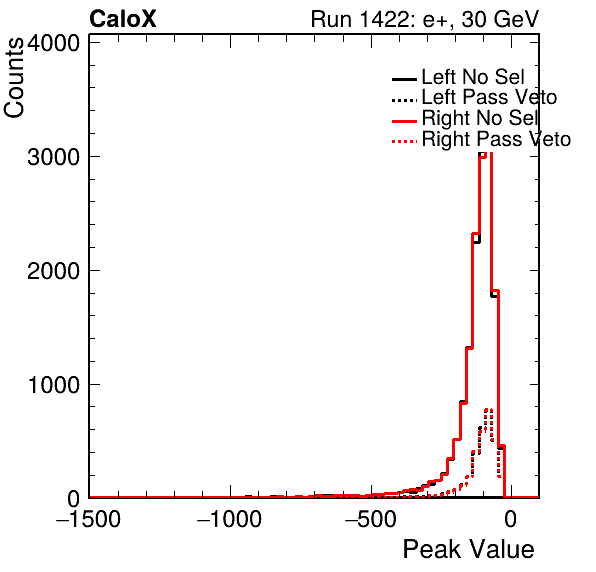 CaloX Run 1422: e+, 30 GeV
Counts
4000
3000
2000
1000
0
Left No Sel
Left Pass Veto
Right No Sel
Right Pass Veto
−1500 −1000 −500 0
Peak Value